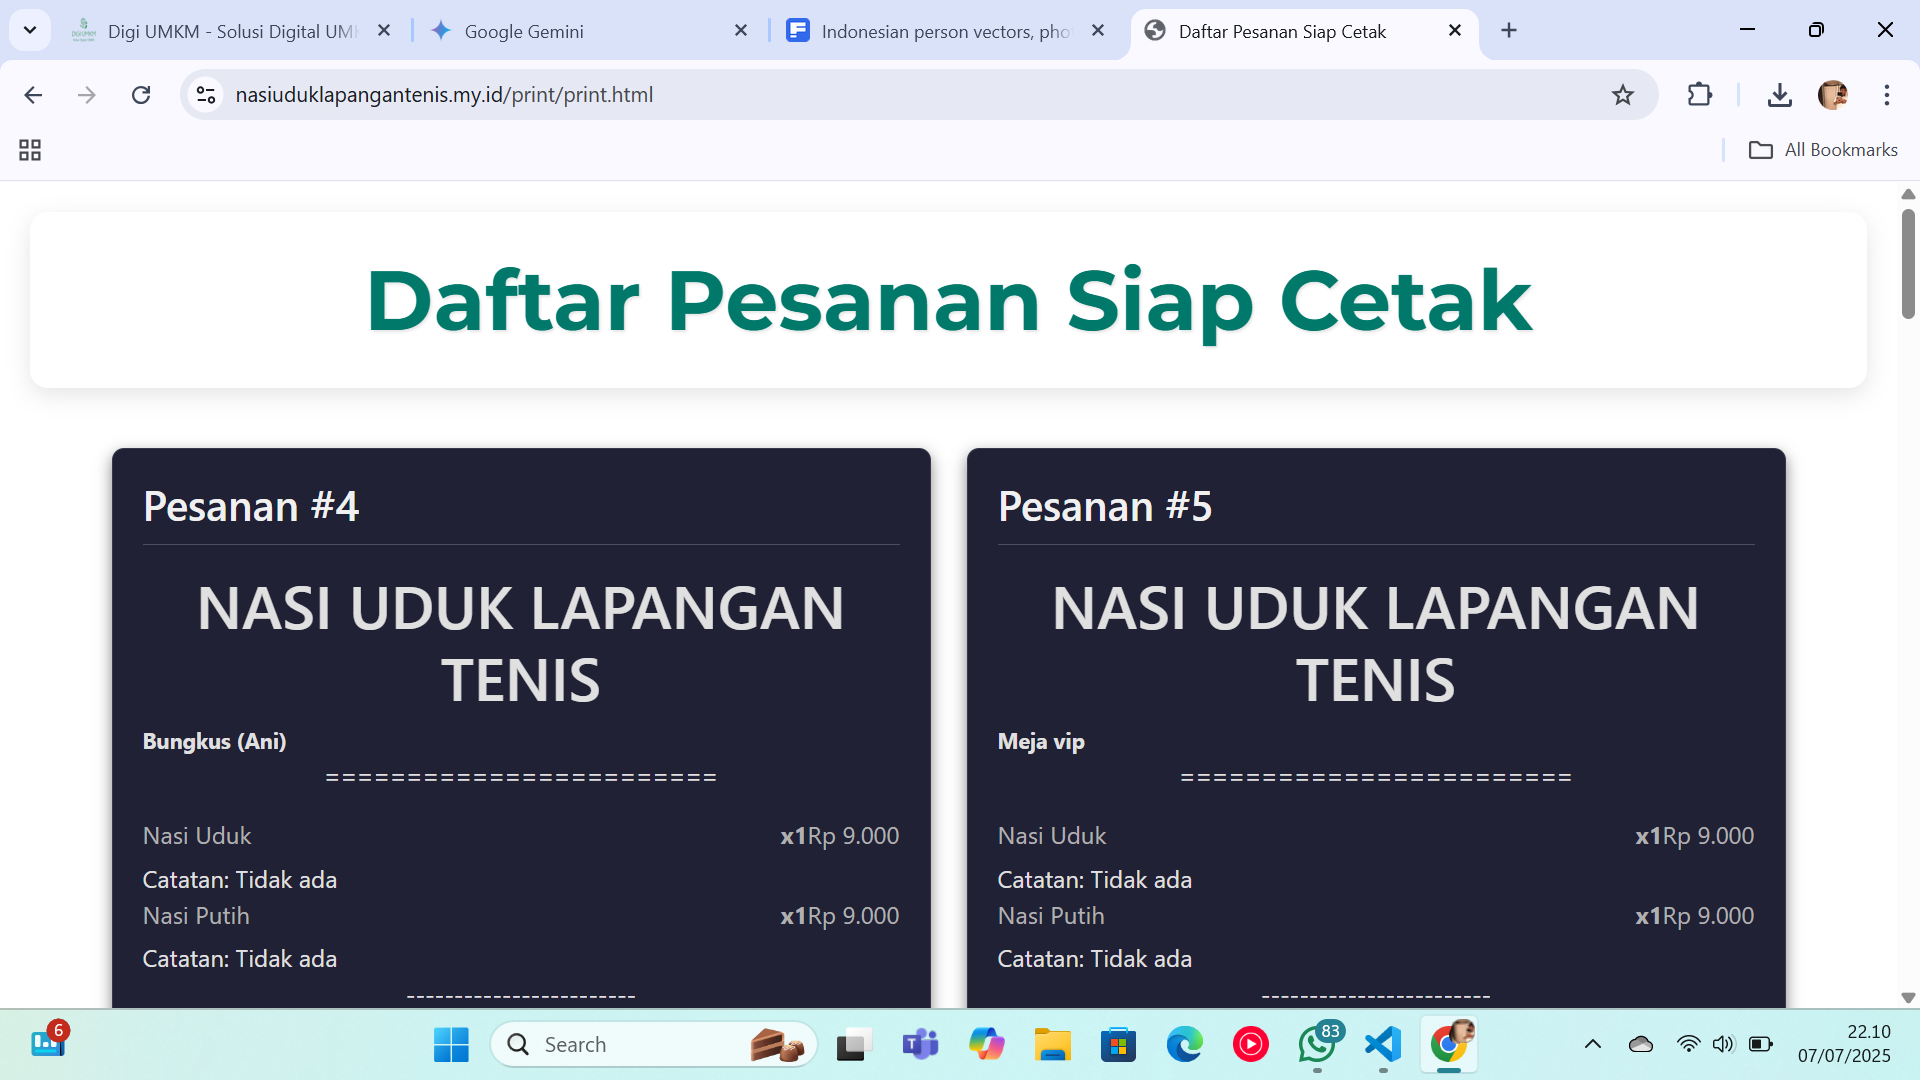 Digi UMKM - Solusi Digital UMK
Google Gemini
Indonesian person vectors, pho
Daftar Pesanan Siap Cetak
nasiuduklapangantenis.my.id/print/print.html
All Bookmarks
Daftar Pesanan Siap Cetak
Pesanan #4
NASI UDUK LAPANGAN
TENIS
Bungkus (Ani)
========================
Nasi Uduk x1Rp 9.000
Catatan: Tidak ada
Nasi Putih x1Rp 9.000
Catatan: Tidak ada
------------------------
Pesanan #5
NASI UDUK LAPANGAN
TENIS
Meja vip
========================
Nasi Uduk x1Rp 9.000
Catatan: Tidak ada
Nasi Putih x1Rp 9.000
Catatan: Tidak ada
------------------------
6
Search
83
22.10
07/07/2025